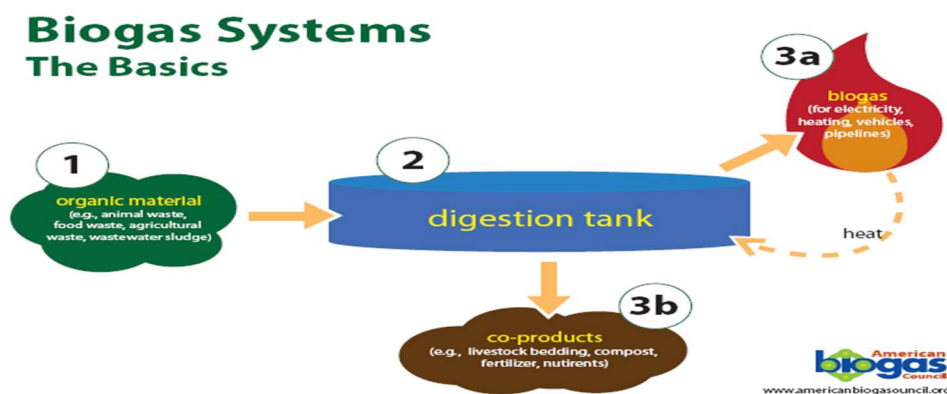 Biogas Systems
The Basics
1
organic material
(e.g., animal waste,
food waste, agricultural
waste, wastewater sludge)
2
digestion tank
3a
biogas
(for electricity,
heating, vehicles,
pipelines)
heat
3b
co-products
(e.g., livestock bedding, compost,
fertilizer, nutirents)
American
biogas
Council
www.americanbiogasouncil.org